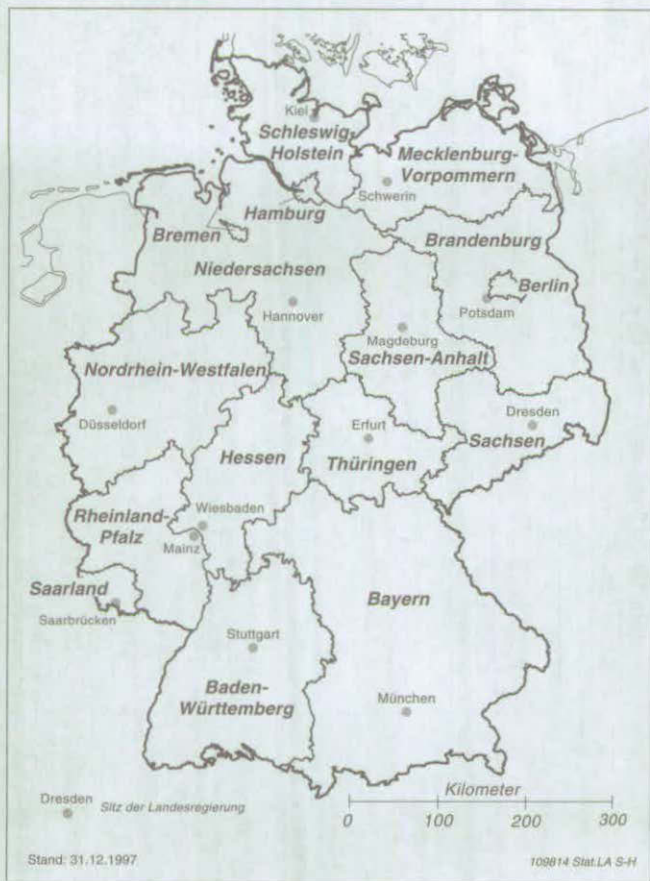 Kiel
Schleswig-
Holstein
Mecklenburg-
Vorpommern
Schwerin
Hamburg
Bremen
Brandenburg
Niedersachsen
Berlin
Hannover
Potsdam
Magdeburg
Sachsen-Anhalt
Nordrhein-Westfalen
Düsseldorf
Erfurt
Dresden
Sachsen
Hessen
Thüringen
Wiesbaden
Rheinland-
Pfalz
Mainz
Saarland
Saarbrücken
Bayern
Stuttgart
Baden-
Württemberg
München
Kilometer
0 100 200 300
Dresden Sitz der Landesregierung
Stand: 31.12.1997
109814 Stat.LA S-H